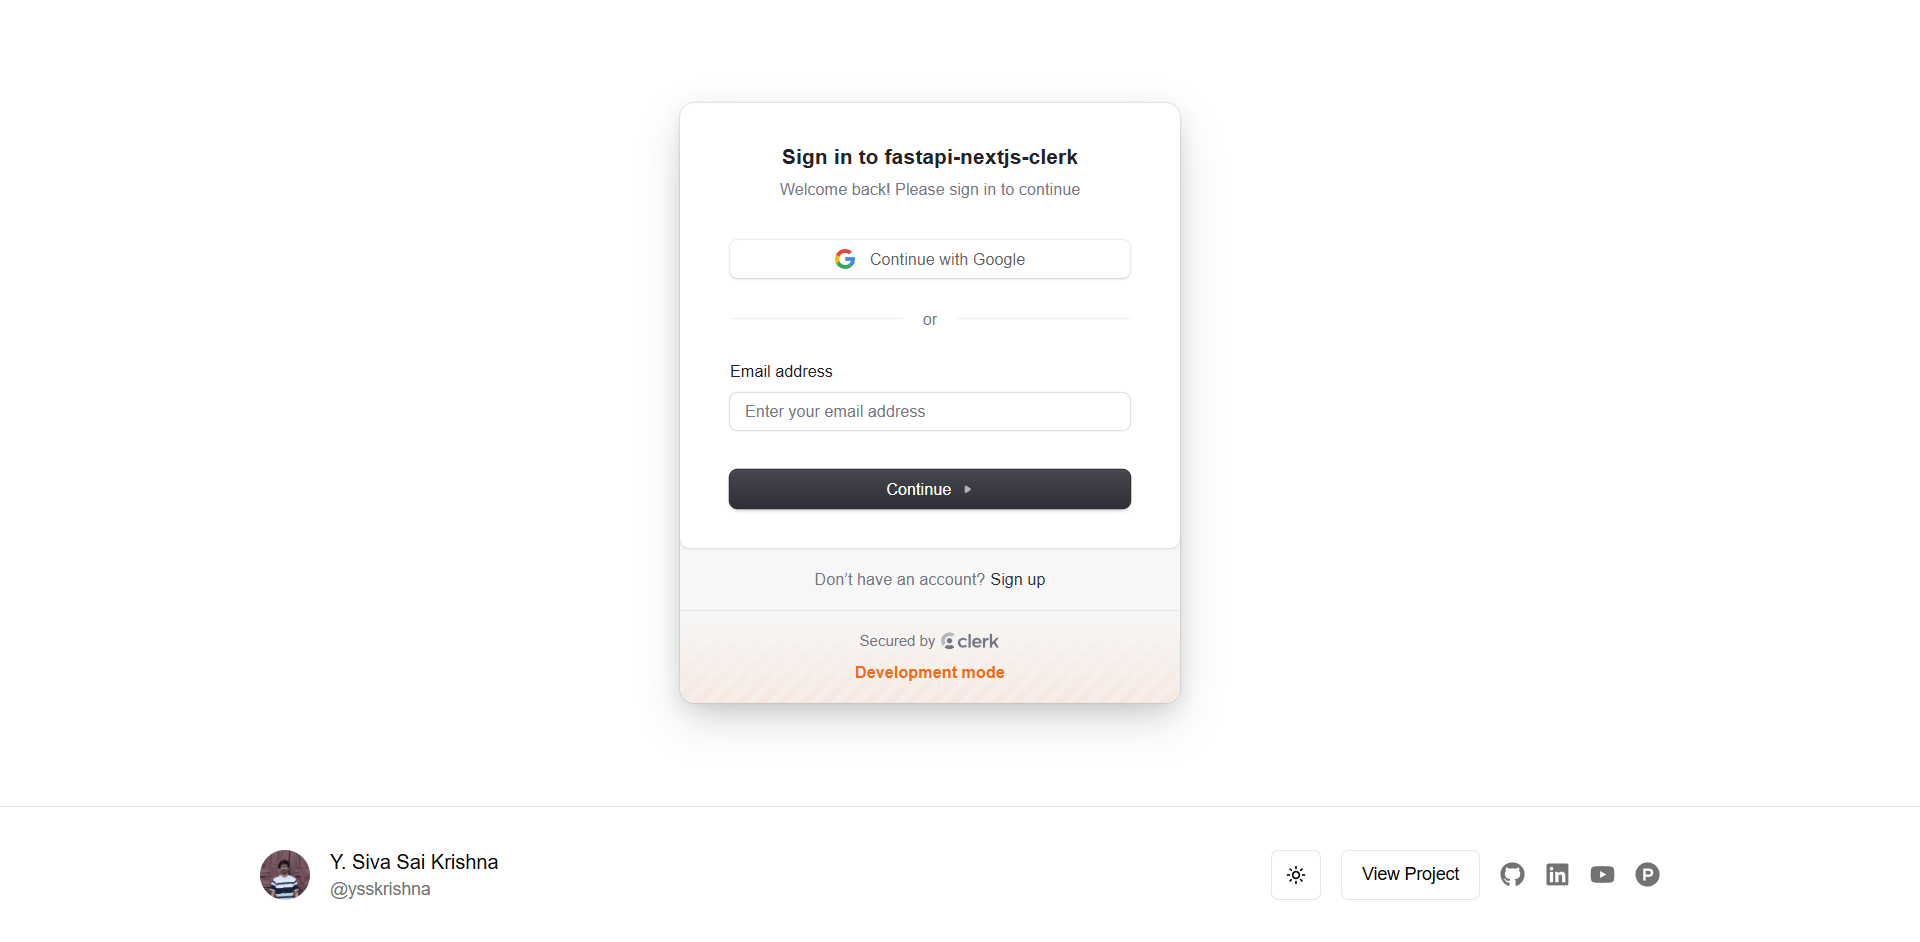 Sign in to fastapi-nextjs-clerk
Welcome back! Please sign in to continue
Continue with Google
or
Email address
Enter your email address
Continue
Don’t have an account? Sign up
Secured by clerk
Development mode
Y. Siva Sai Krishna
@ysskrishna
View Project